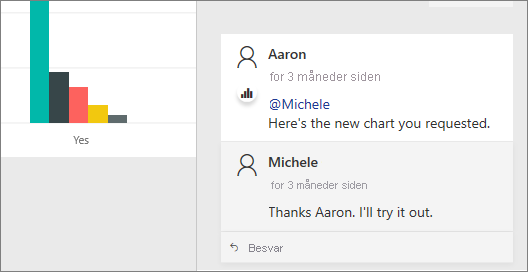 Yes
Aaron
for 3 måneder siden
@Michele
Here's the new chart you requested.
Michele
for 3 måneder siden
Thanks Aaron. I'll try it out.
Besvar